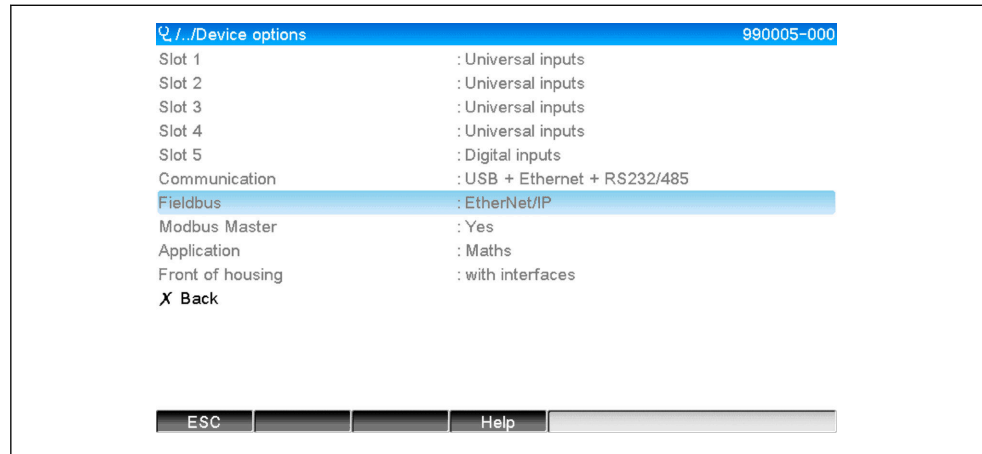 /../Device options 990005-000
Slot 1 : Universal inputs
Slot 2 : Universal inputs
Slot 3 : Universal inputs
Slot 4 : Universal inputs
Slot 5 : Digital inputs
Communication : USB + Ethernet + RS232/485
Fieldbus : EtherNet/IP
Modbus Master : Yes
Application : Maths
Front of housing : with interfaces
X Back
ESC Help